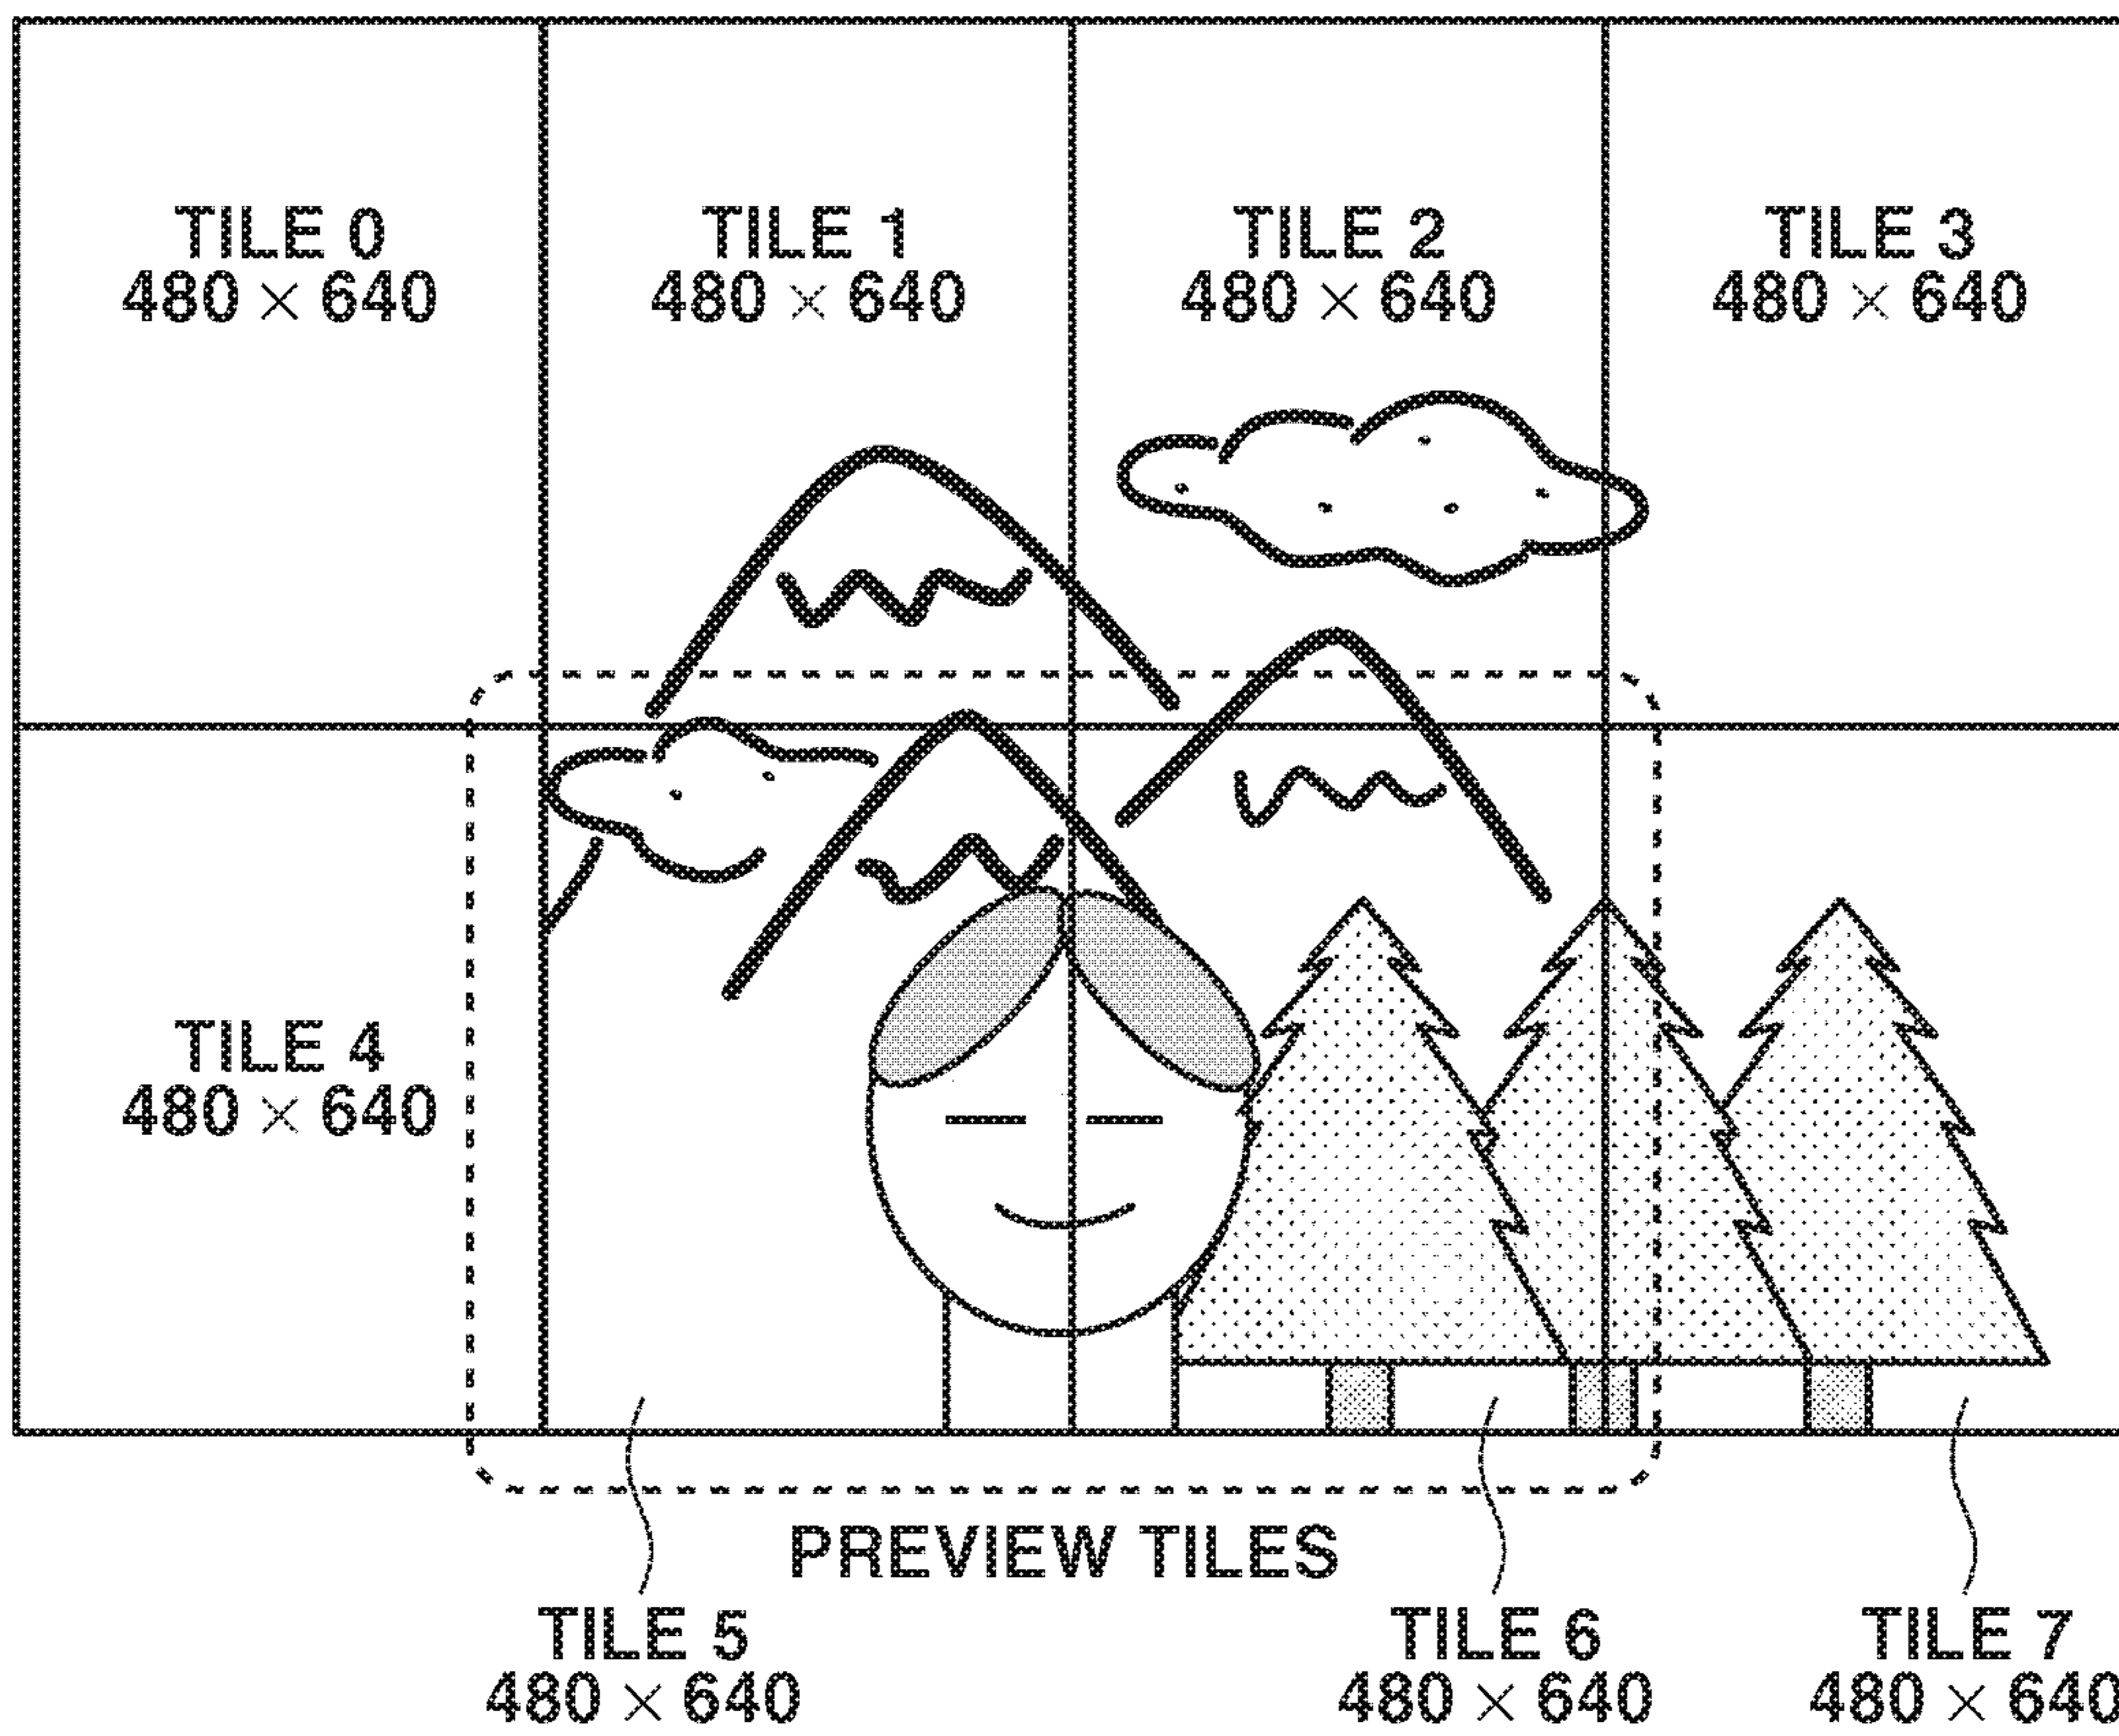 TILE 0
480 × 640
TILE 1
480 × 640
TILE 2
480 × 640
TILE 3
480 × 640
TILE 4
480 × 640
PREVIEW TILES
TILE 5
480 × 640
TILE 6
480 × 640
TILE 7
480 × 640